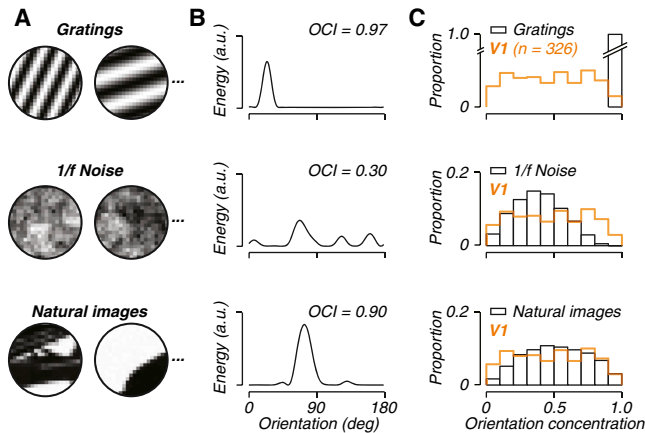 A
Gratings
...
1/f Noise
...
Natural images
...
B
OCI = 0.97
Energy (a.u.)
OCI = 0.30
Energy (a.u.)
OCI = 0.90
Energy (a.u.)
0 90 180
Orientation (deg)
C
Gratings
V1 (n = 326)
1.0
0
Proportion
1/f Noise
V1
0.2
0
Proportion
Natural images
V1
0.2
0
Proportion
0 0.5 1.0
Orientation concentration